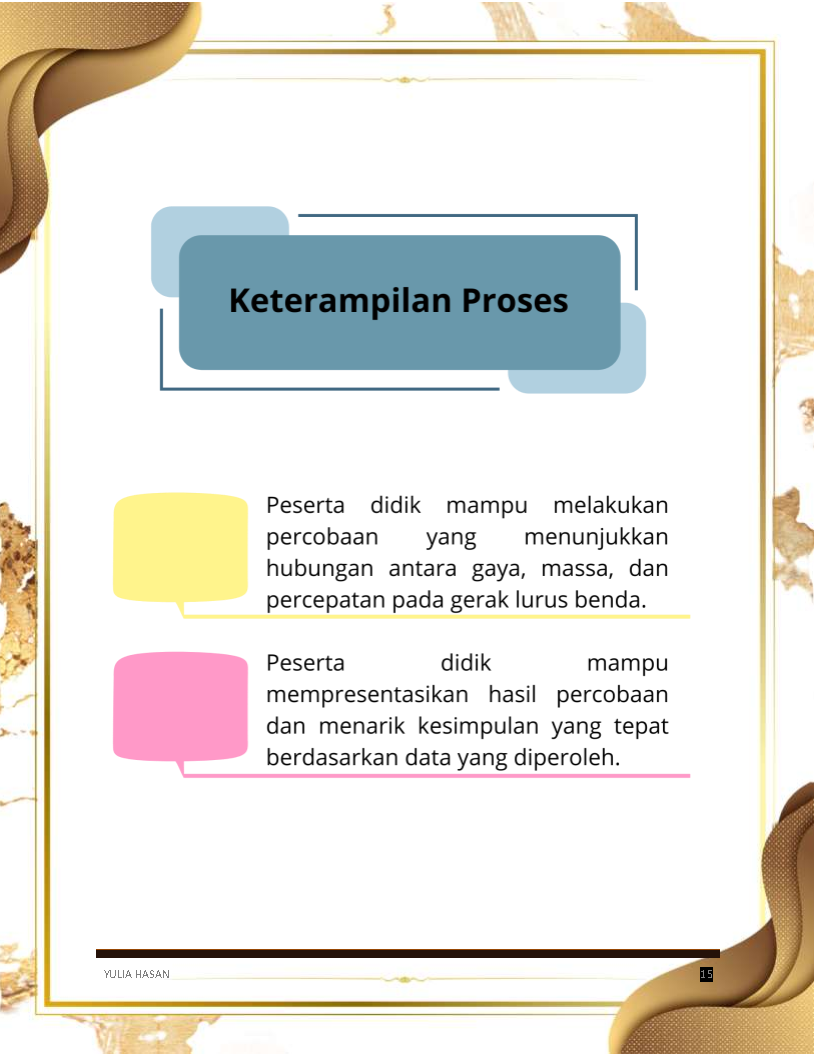 Keterampilan Proses
Peserta didik mampu melakukan
percobaan yang menunjukkan
hubungan antara gaya, massa, dan
percepatan pada gerak lurus benda.
Peserta didik mampu
mempresentasikan hasil percobaan
dan menarik kesimpulan yang tepat
berdasarkan data yang diperoleh.
YULIA HASAN
15